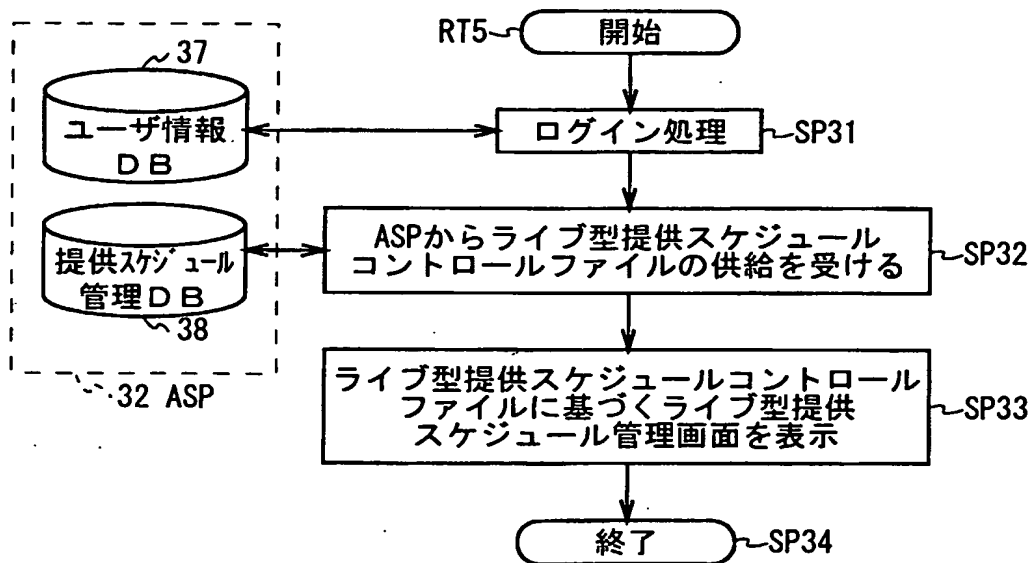 RT5
開始
37
ユーザ情報
DB
ログイン処理
SP31
提供スケジュール
管理DB
38
32 ASP
ASPからライブ型提供スケジュール
コントロールファイルの供給を受ける
SP32
ライブ型提供スケジュールコントロール
ファイルに基づくライブ型提供
スケジュール管理画面を表示
SP33
終了
SP34